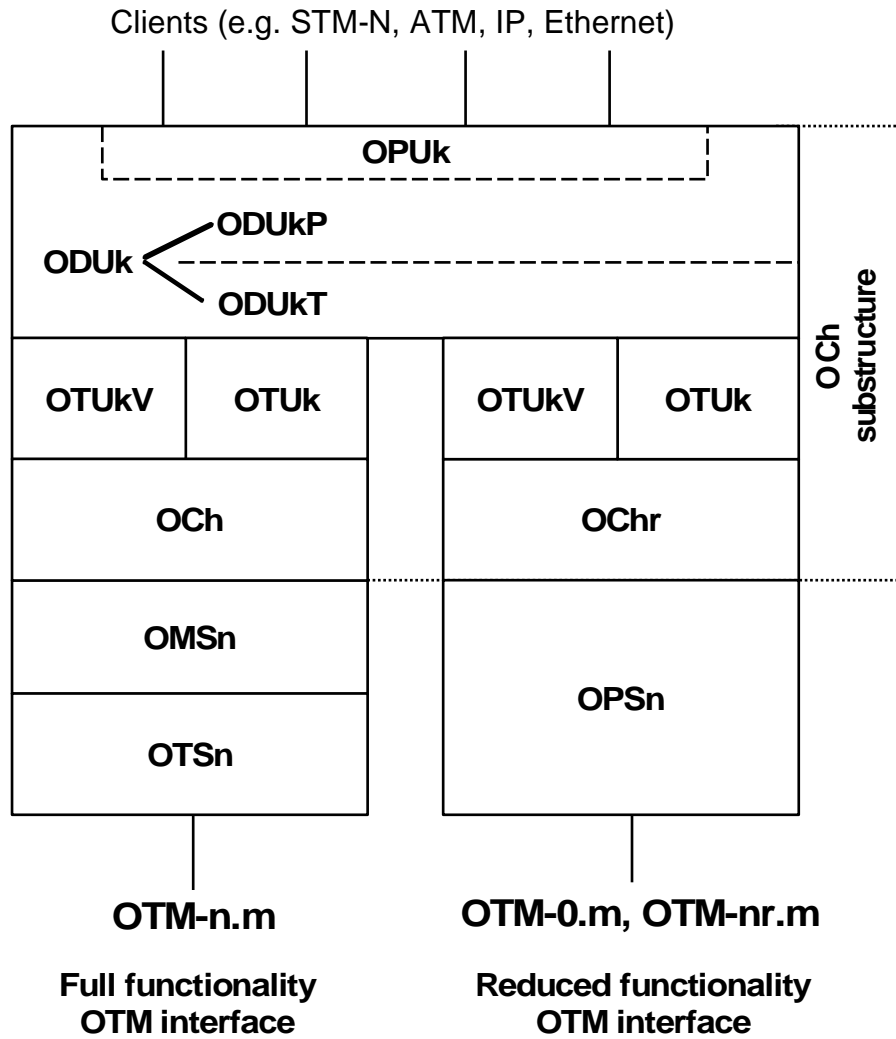 Clients (e.g. STM-N, ATM, IP, Ethernet)
OPUk
ODUkP
ODUk
ODUkT
OCh
substructure
OTUkV
OTUk
OTUkV
OTUk
OCh
OChr
OMSn
OPSn
OTSn
OTM-n.m
OTM-0.m, OTM-nr.m
Full functionality
OTM interface
Reduced functionality
OTM interface